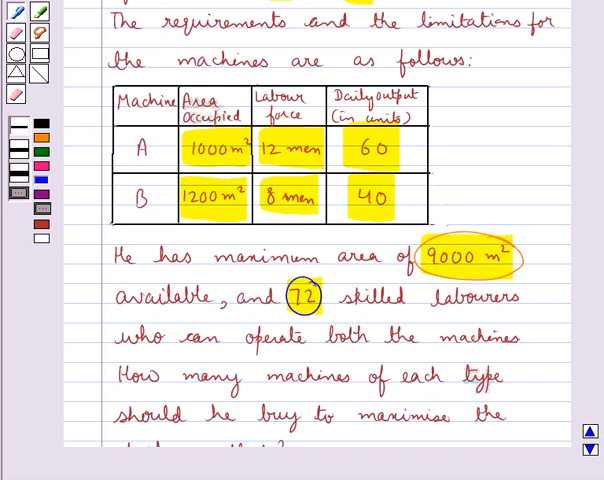 The requirements and the limitations for
the machines are as follows:
Machine Area Occupied Labour force Daily output (in units)
A 1000 m² 12 men 60
B 1200 m² 8 men 40
He has maximum area of 9000 m²
available, and 72 skilled labourers
who can operate both the machines
How many machines of each type
should he buy to maximise the